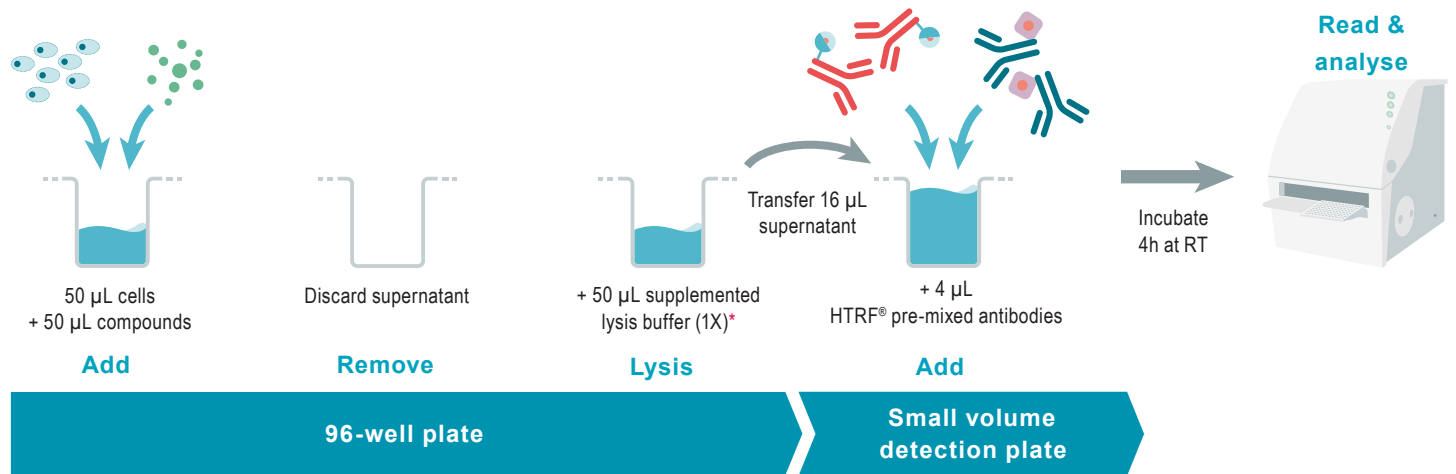 50 µL cells
+ 50 µL compounds
Add
Discard supernatant
Remove
+ 50 µL supplemented
lysis buffer (1X)*
Lysis
Transfer 16 µL
supernatant
+ 4 µL
HTRF® pre-mixed antibodies
Add
Incubate
4h at RT
Read &
analyse
96-well plate
Small volume
detection plate